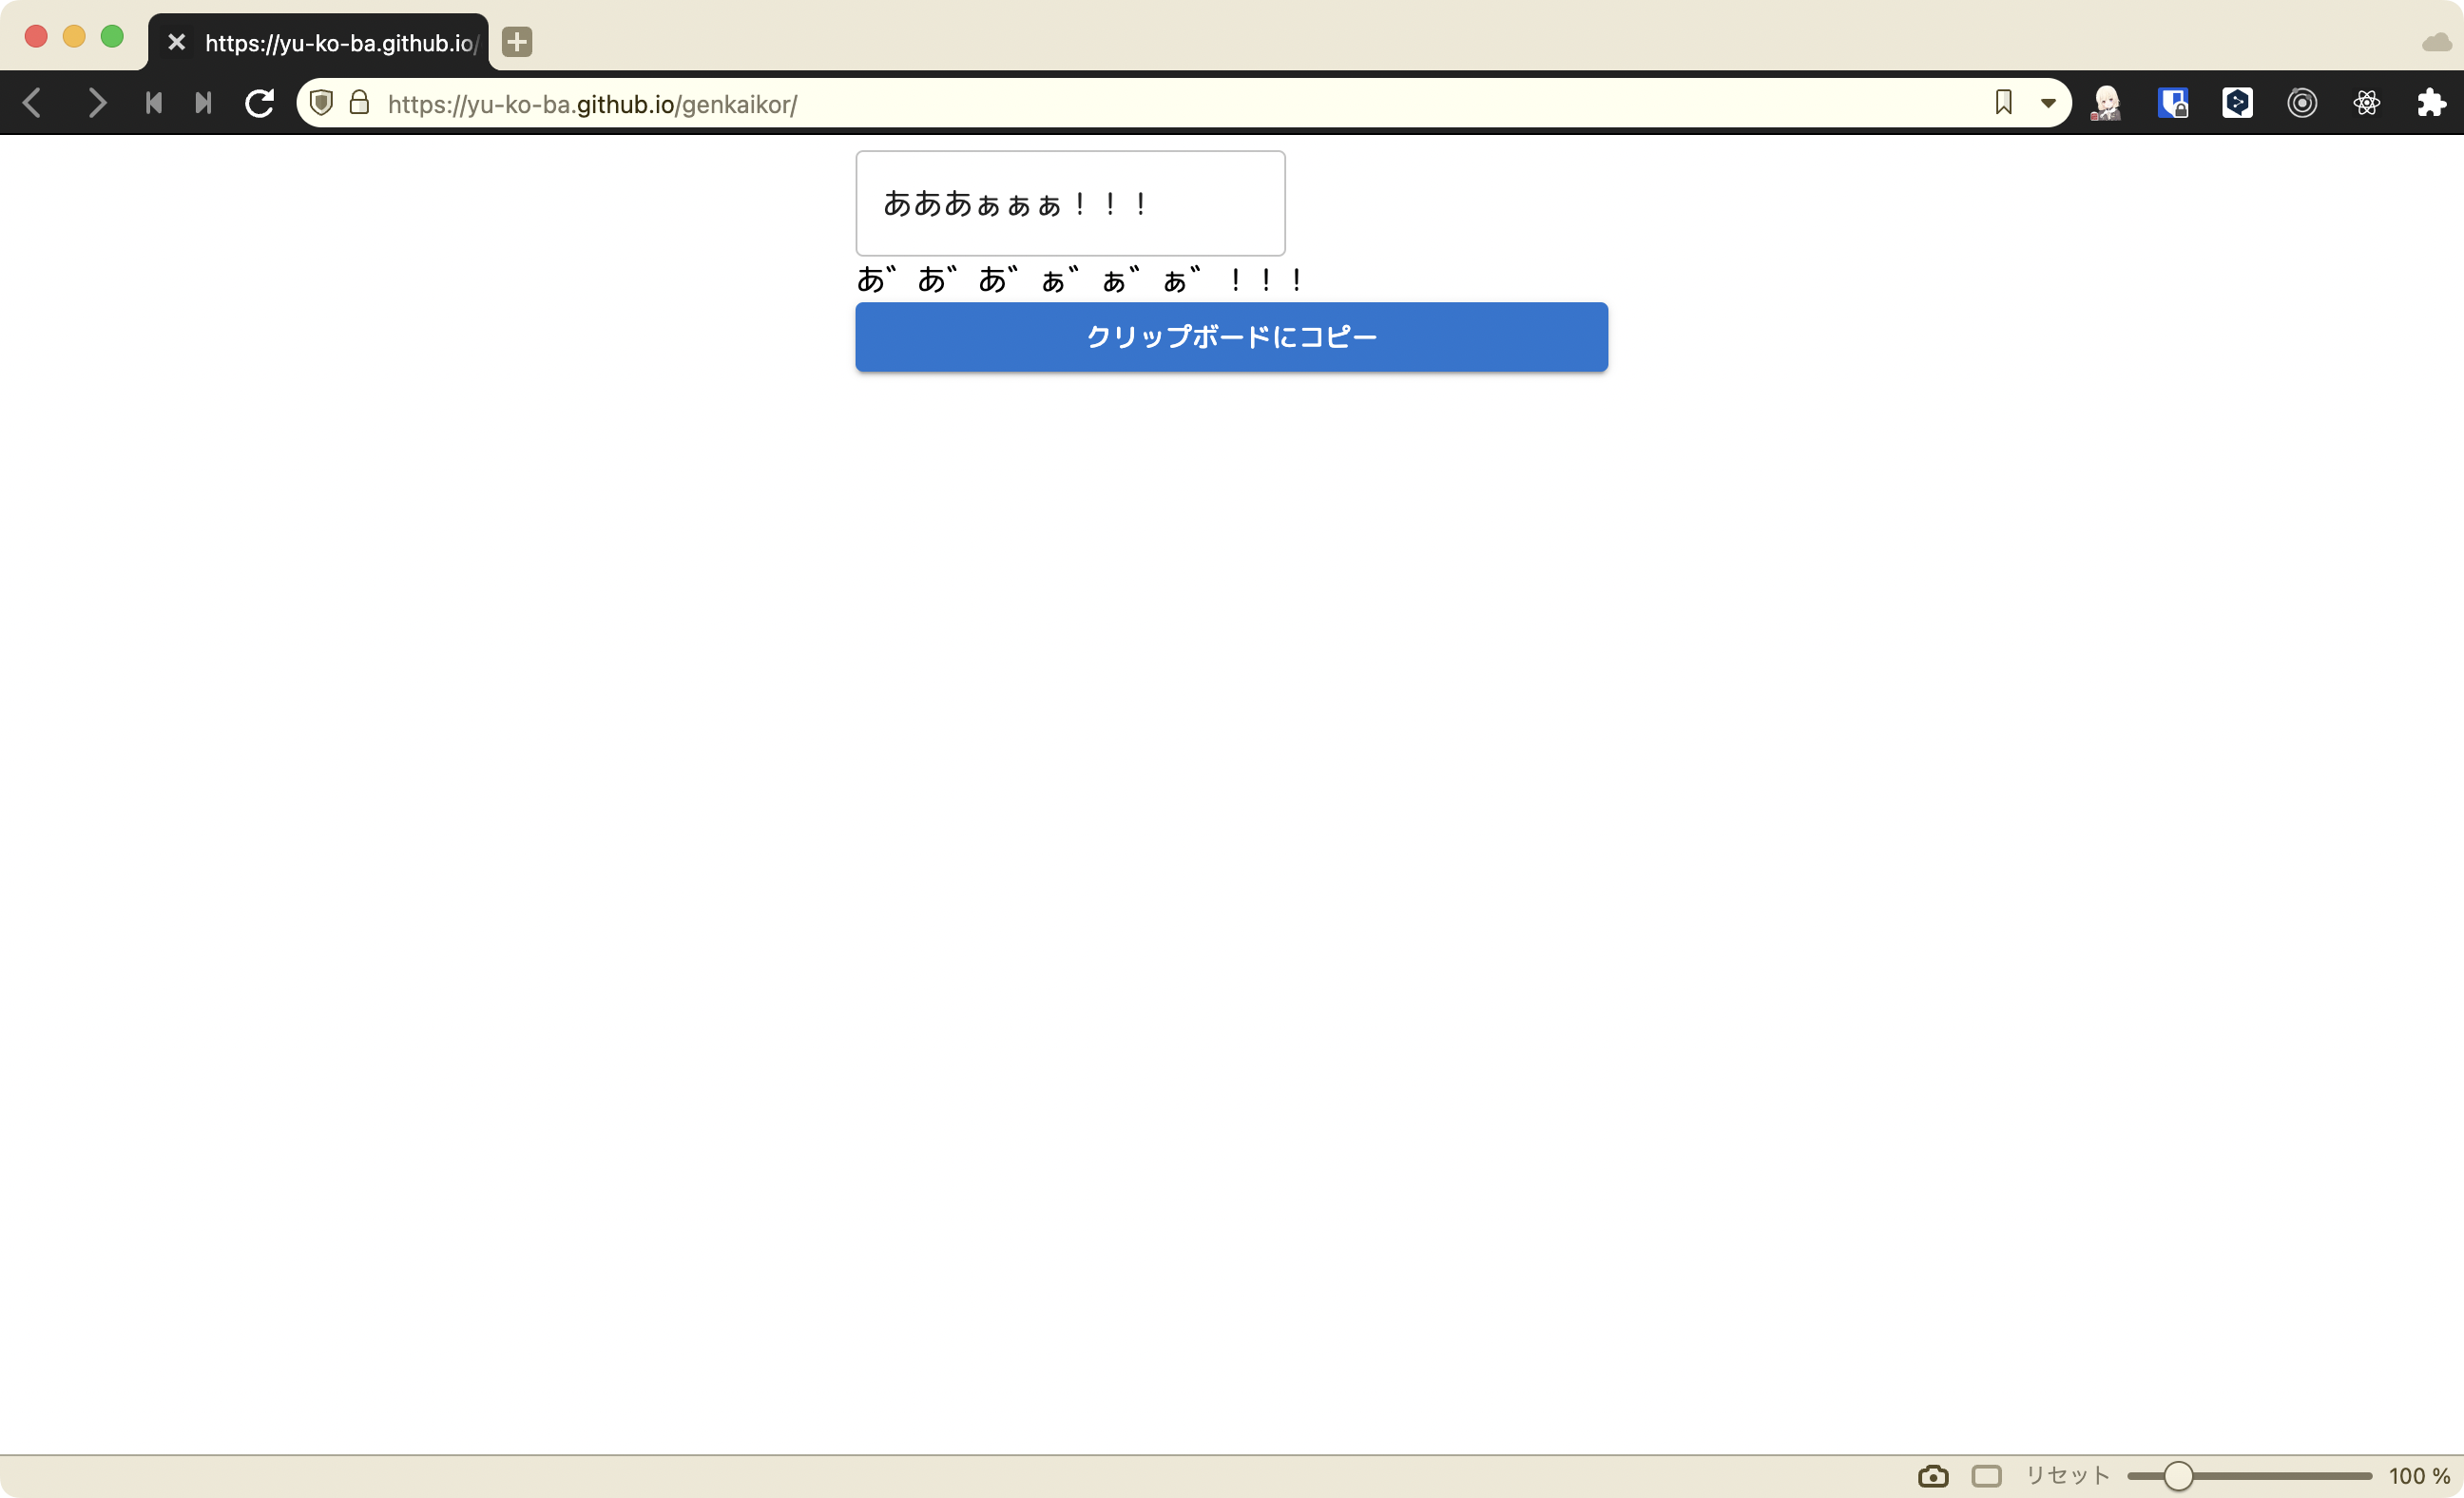 https://yu-ko-ba.github.io/
https://yu-ko-ba.github.io/genkaikor/
あああぁぁぁ！！！
あ゛あ゛あ゛ぁ゛ぁ゛ぁ゛！！！
クリップボードにコピー
リセット 100 %